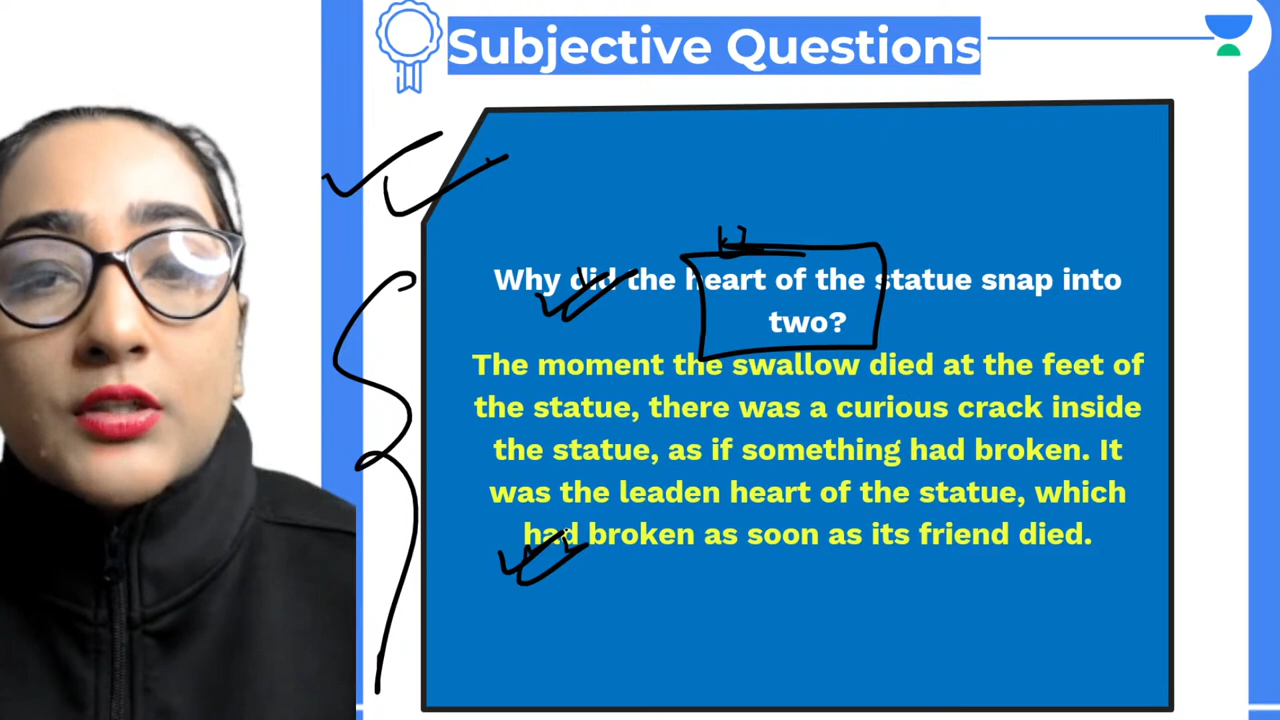 Subjective Questions
Why did the heart of the statue snap into
two?
The moment the swallow died at the feet of
the statue, there was a curious crack inside
the statue, as if something had broken. It
was the leaden heart of the statue, which
had broken as soon as its friend died.